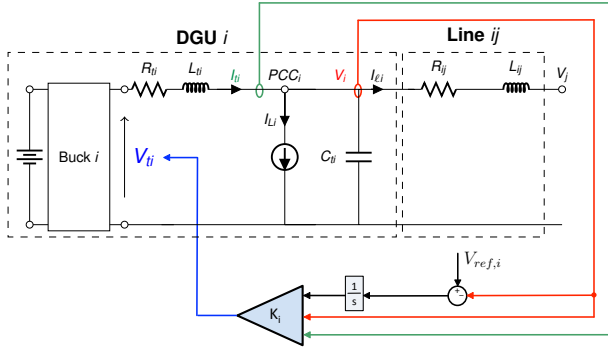 DGU i
Line ij
R_ti
L_ti
I_ti
PCC_i
V_i
I_ℓi
R_ij
L_ij
V_j
I_Li
Buck i
V_ti
C_ti
V_ref,i
1/s
+
−
K_i